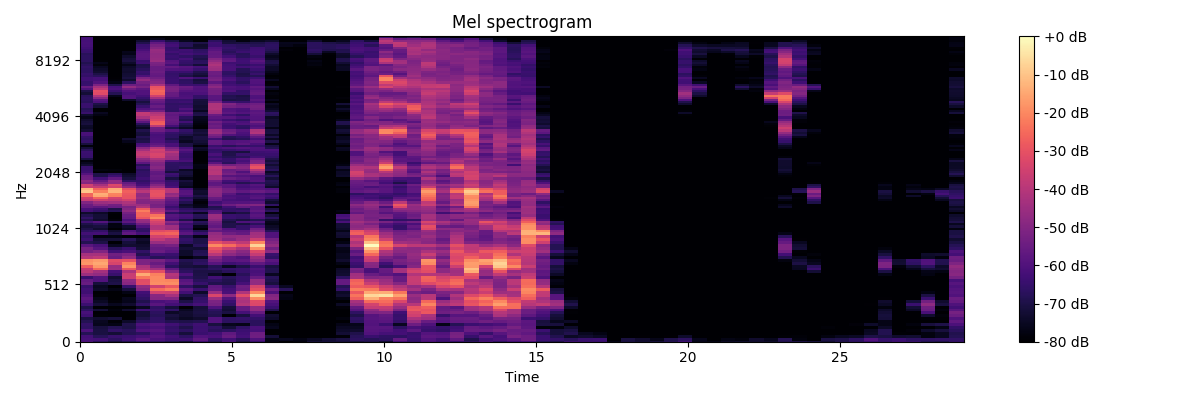 Mel spectrogram
Hz
8192
4096
2048
1024
512
0
0 5 10 15 20 25
Time
+0 dB
-10 dB
-20 dB
-30 dB
-40 dB
-50 dB
-60 dB
-70 dB
-80 dB